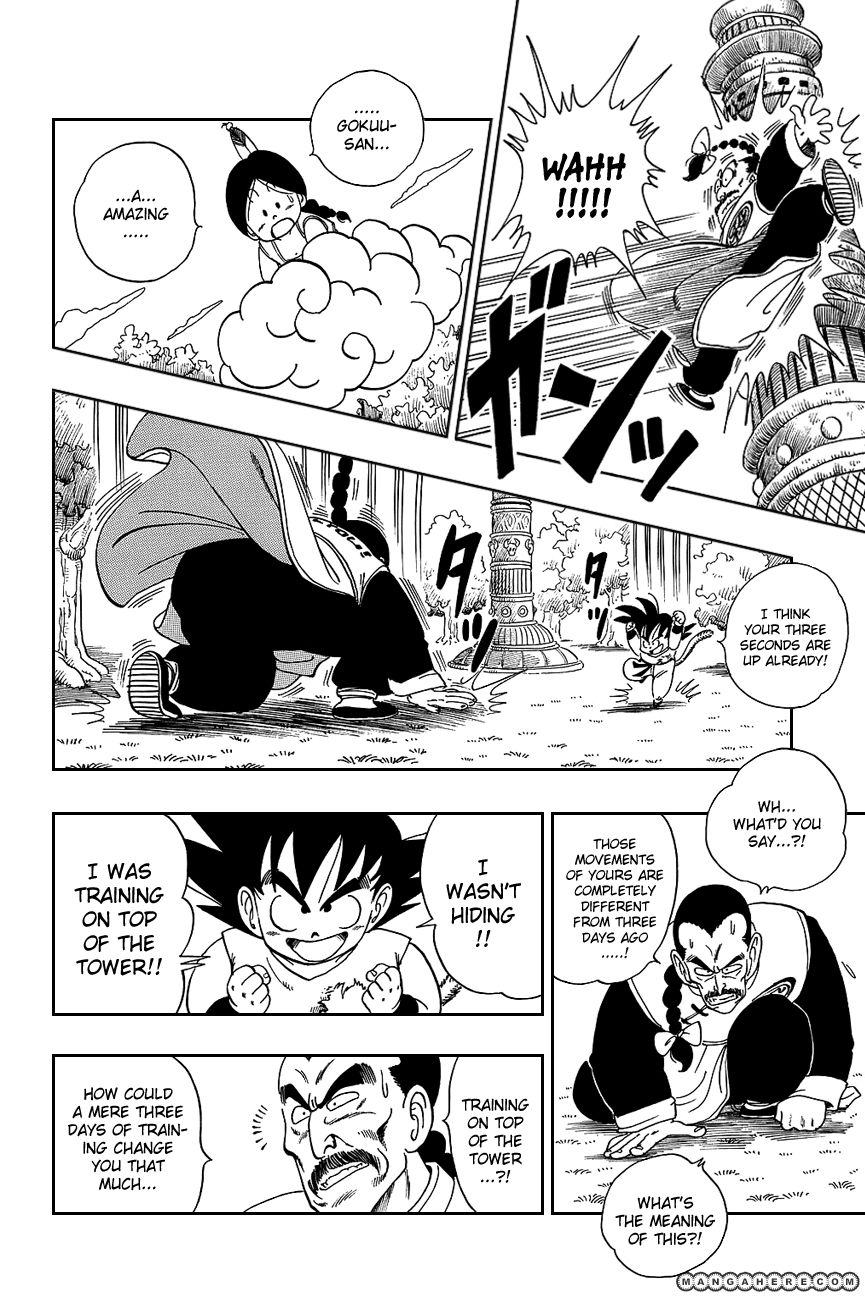 WAHH
!!!!!
ガンッ
.....
GOKUU-
SAN...
...A...
AMAZING
.....
I THINK
YOUR THREE
SECONDS ARE
UP ALREADY!
ダッ
WH...
WHAT'D YOU
SAY...?!
THOSE
MOVEMENTS
OF YOURS ARE
COMPLETELY
DIFFERENT
FROM THREE
DAYS AGO
.....!
WHAT'S
THE MEANING
OF THIS?!
I
WASN'T
HIDING
!!
I WAS
TRAINING
ON TOP
OF THE
TOWER!!
TRAINING
ON TOP
OF THE
TOWER
...?!
HOW COULD
A MERE THREE
DAYS OF TRAIN-
ING CHANGE
YOU THAT
MUCH...
MANGAHERE.COM